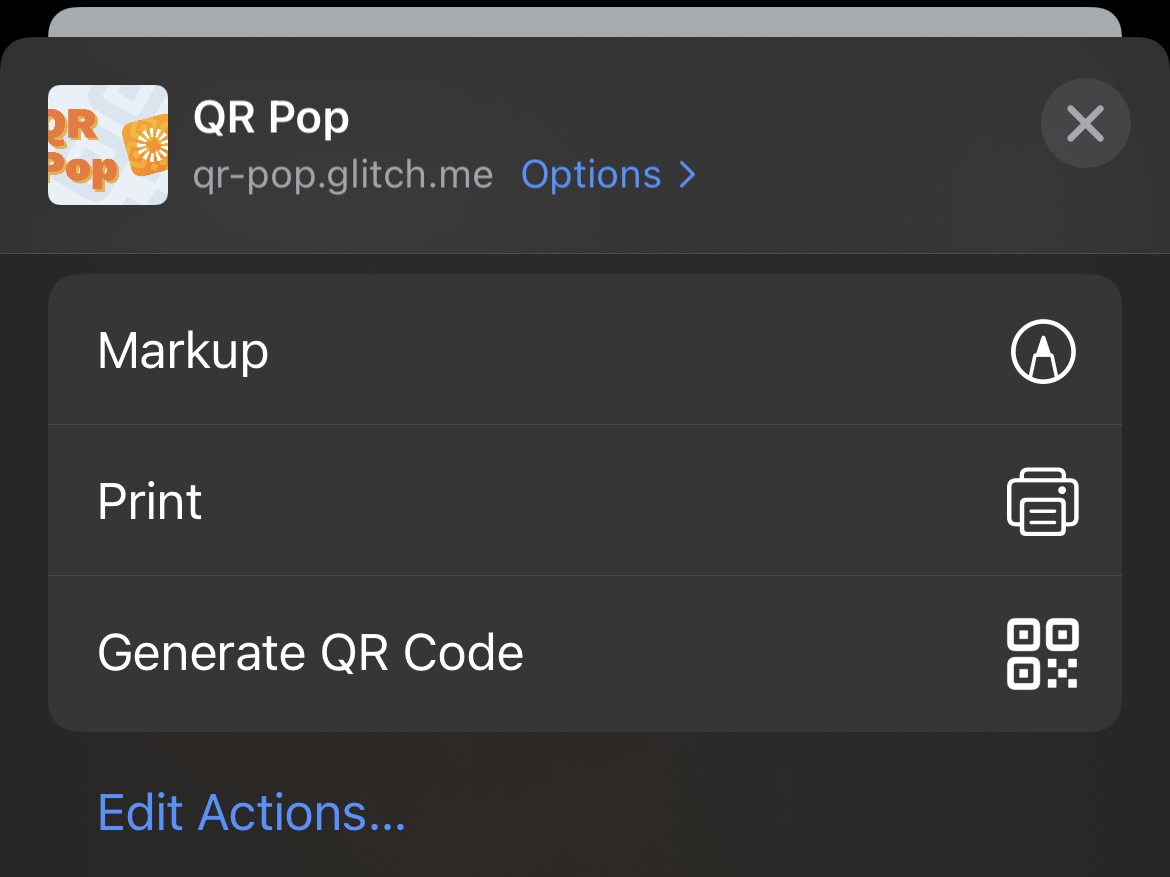 QR
Pop
QR Pop
qr-pop.glitch.me Options
Markup
Print
Generate QR Code
Edit Actions...